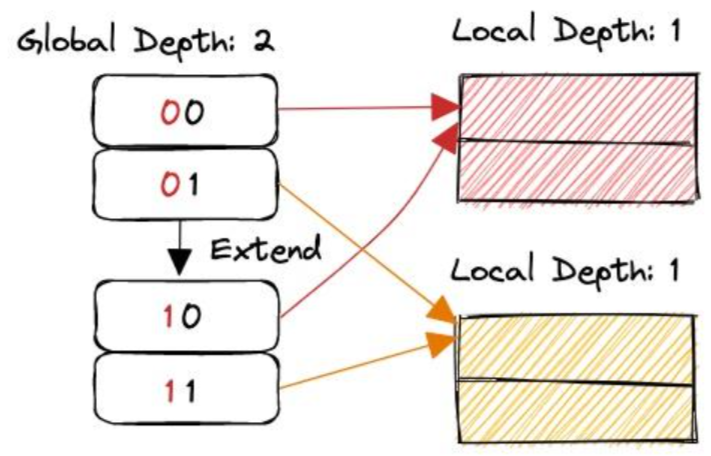 Global Depth: 2
Local Depth: 1
00
01
Extend
Local Depth: 1
10
11